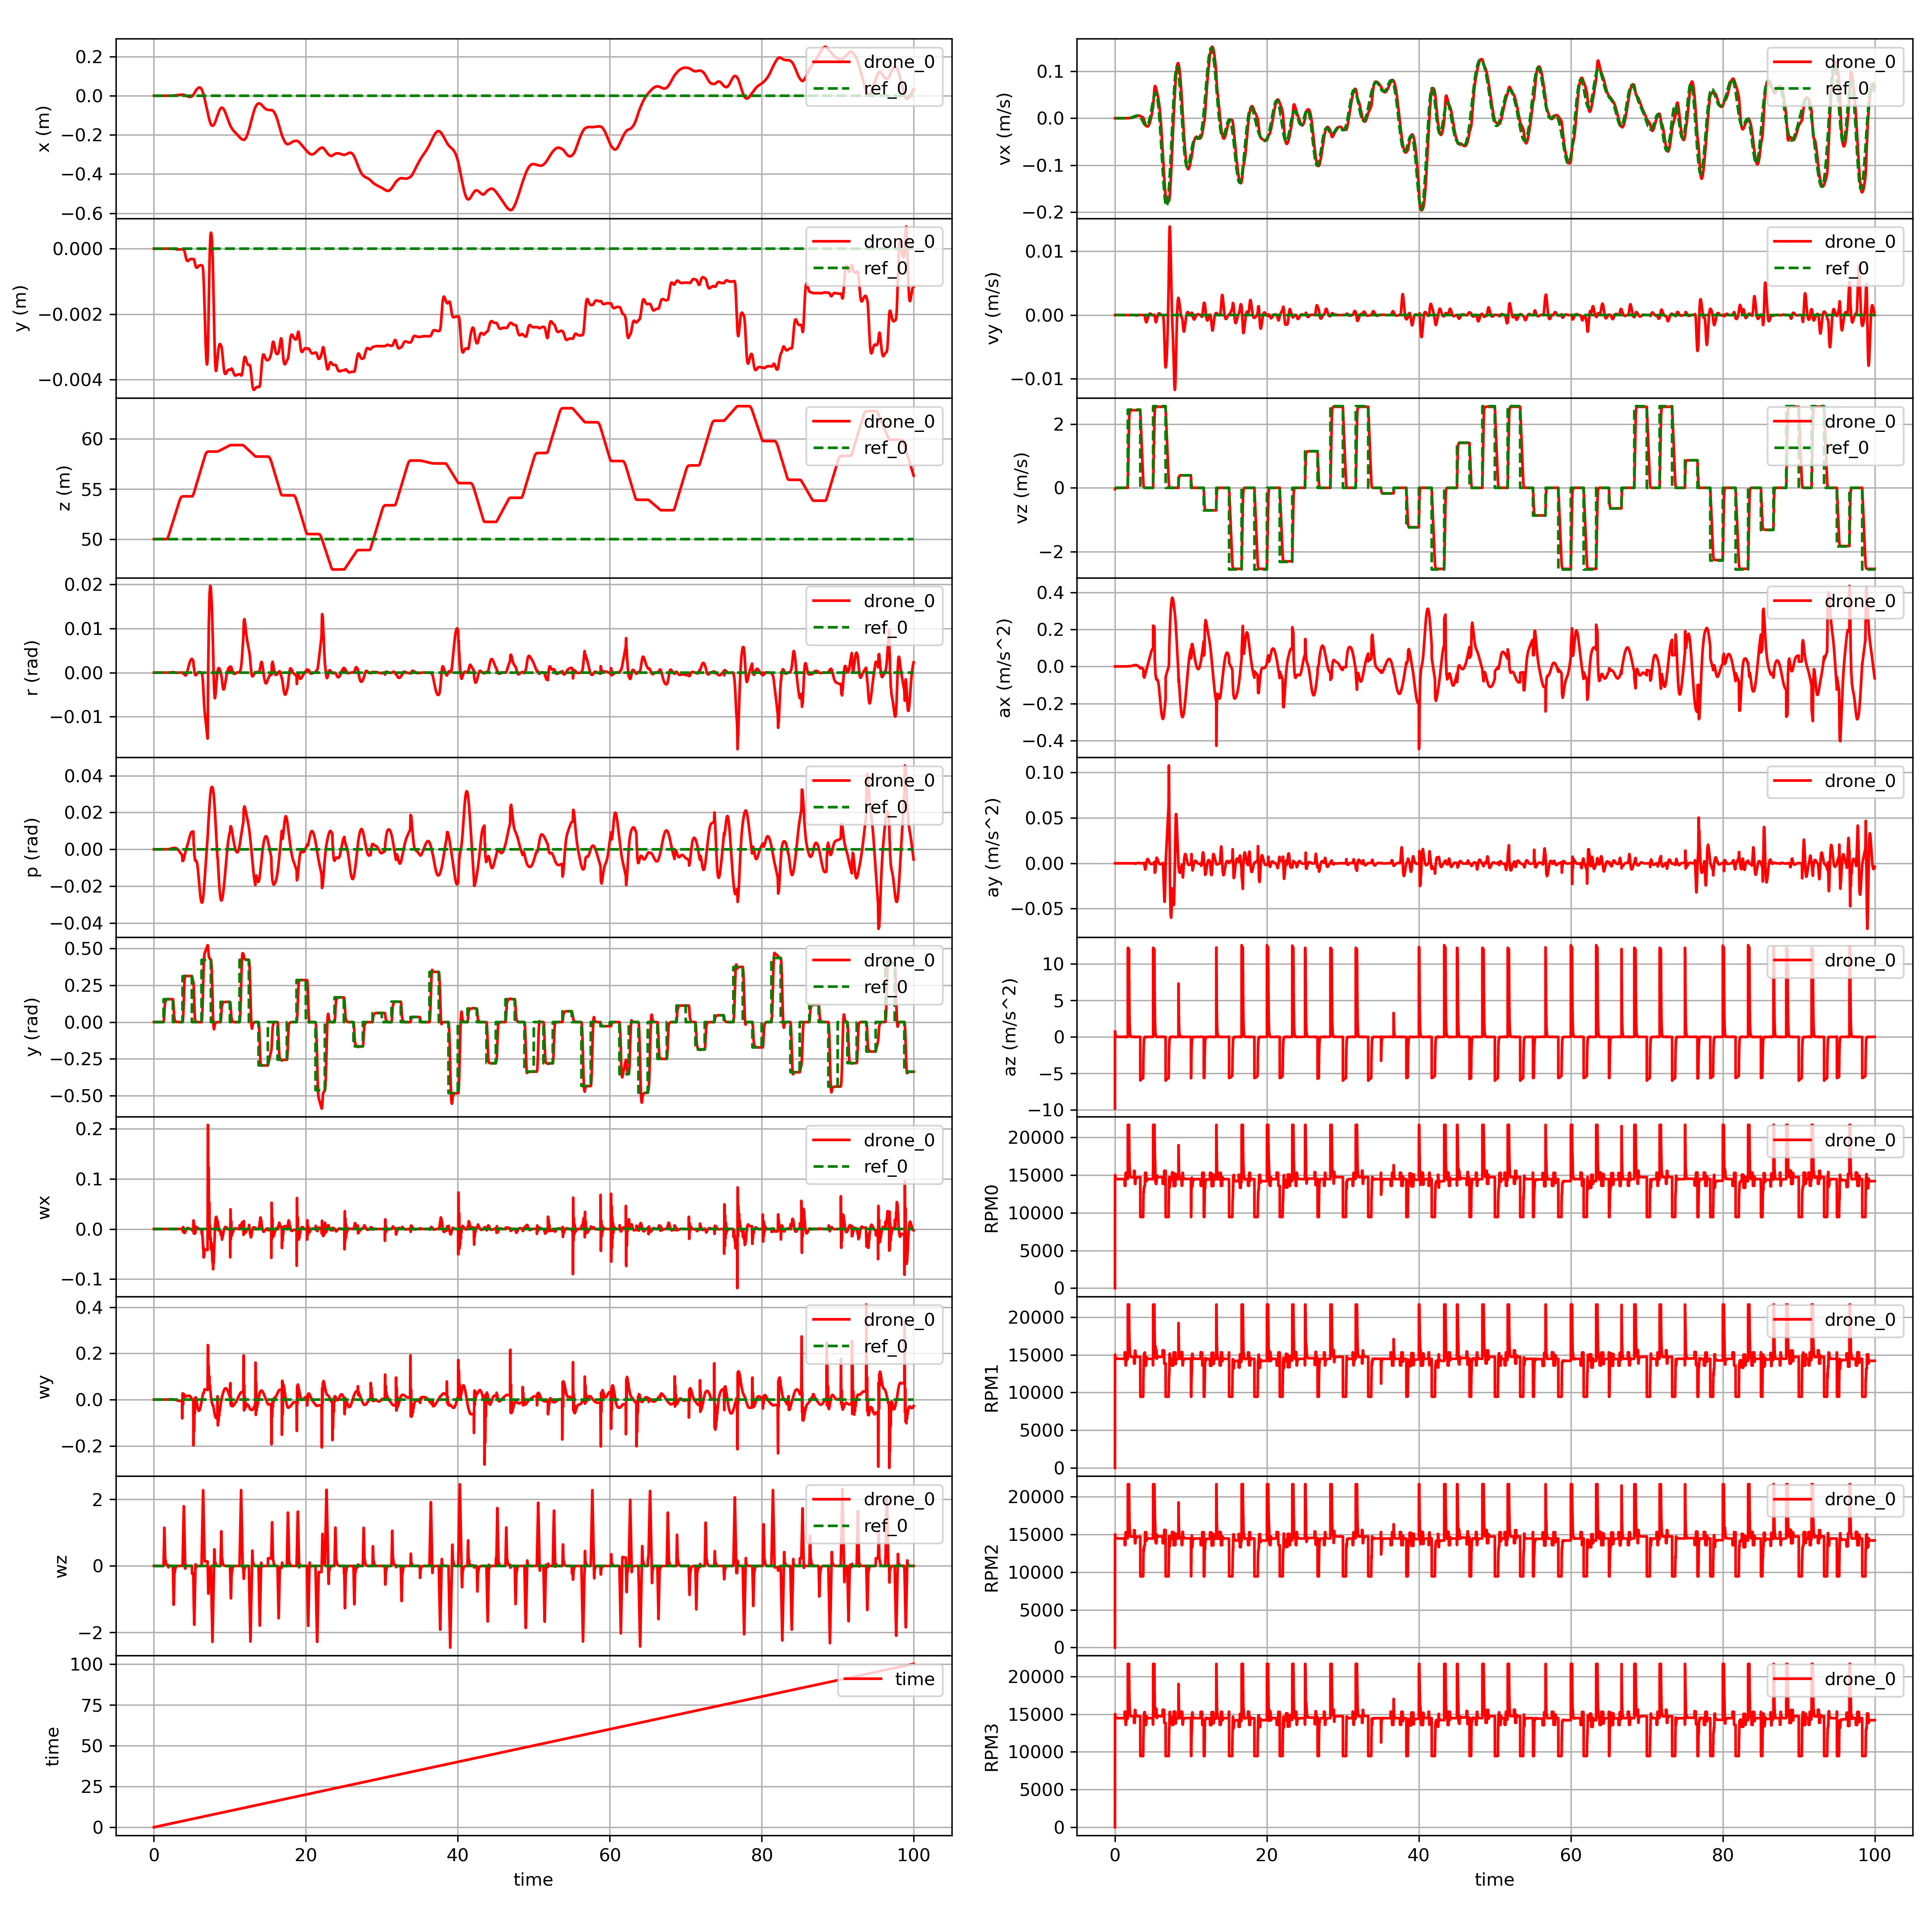 0.2
0.0
−0.2
−0.4
−0.6
x (m)
drone_0
ref_0
0.000
−0.002
−0.004
y (m)
drone_0
ref_0
60
55
50
z (m)
drone_0
ref_0
0.02
0.01
0.00
−0.01
r (rad)
drone_0
ref_0
0.04
0.02
0.00
−0.02
−0.04
p (rad)
drone_0
ref_0
0.50
0.25
0.00
−0.25
−0.50
y (rad)
drone_0
ref_0
0.2
0.1
0.0
−0.1
wx
drone_0
ref_0
0.4
0.2
0.0
−0.2
wy
drone_0
ref_0
2
0
−2
wz
drone_0
ref_0
100
75
50
25
0
time
time
0 20 40 60 80 100
time
0.1
0.0
−0.1
−0.2
vx (m/s)
drone_0
ref_0
0.01
0.00
−0.01
vy (m/s)
drone_0
ref_0
2
0
−2
vz (m/s)
drone_0
ref_0
0.4
0.2
0.0
−0.2
−0.4
ax (m/s^2)
drone_0
0.10
0.05
0.00
−0.05
ay (m/s^2)
drone_0
10
5
0
−5
−10
az (m/s^2)
drone_0
20000
15000
10000
5000
0
RPM0
drone_0
20000
15000
10000
5000
0
RPM1
drone_0
20000
15000
10000
5000
0
RPM2
drone_0
20000
15000
10000
5000
0
RPM3
drone_0
0 20 40 60 80 100
time